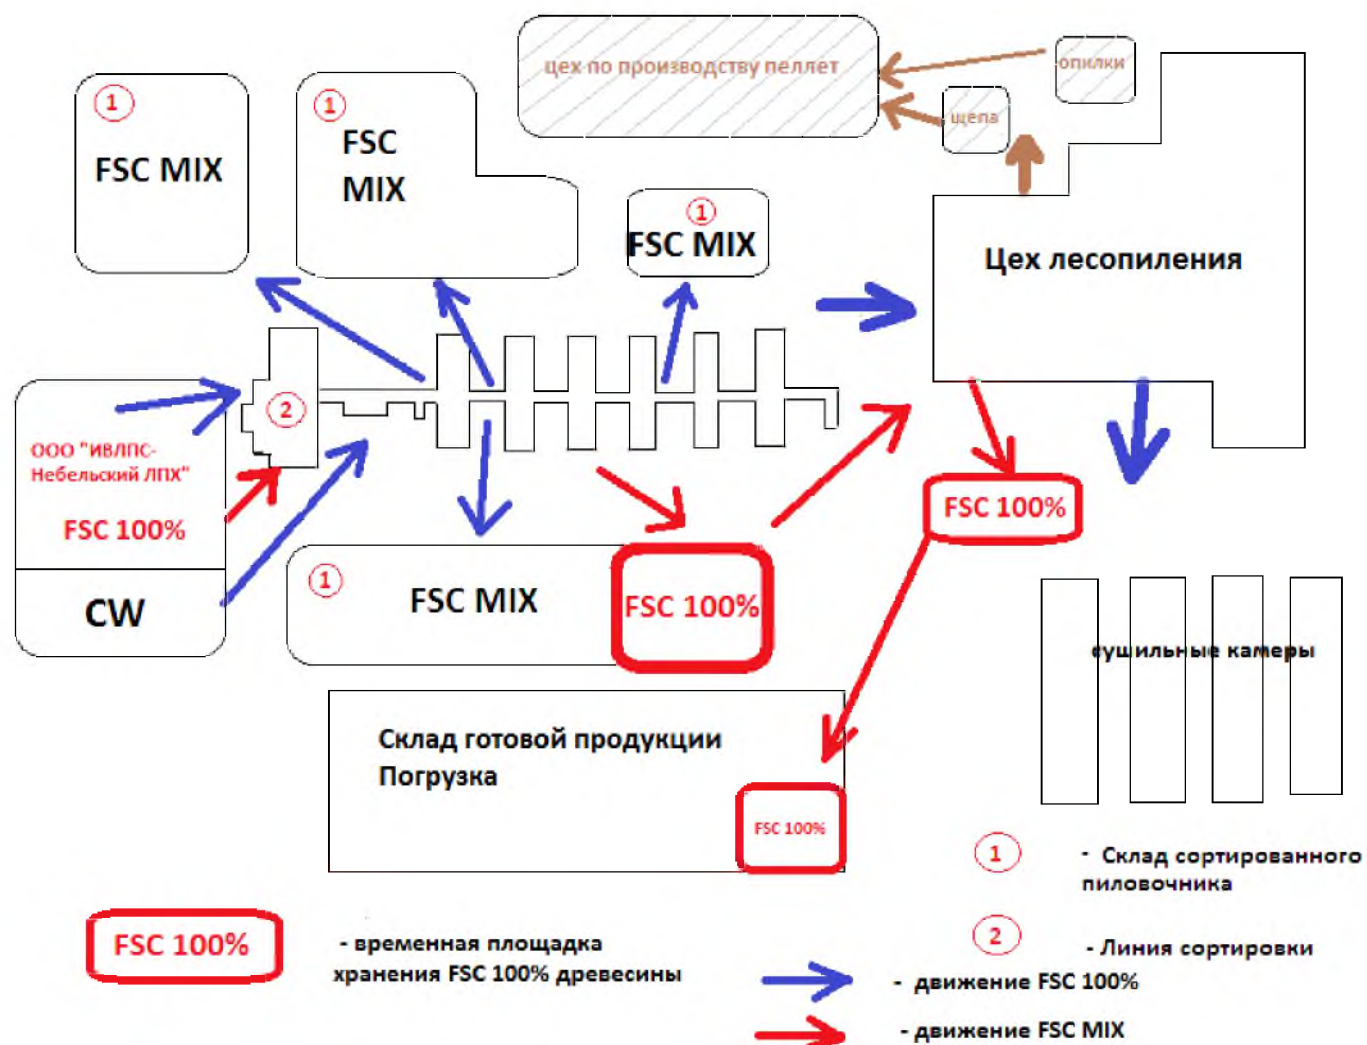 цех по производству пеллет
опилки
щепа
1
FSC MIX
1
FSC
MIX
1
FSC MIX
Цех лесопиления
2
ООО "ИВЛПС-
Небельский ЛПХ"
FSC 100%
CW
1
FSC MIX
FSC 100%
FSC 100%
сушильные камеры
Склад готовой продукции
Погрузка
FSC 100%
1
- Склад сортированного
пиловочника
FSC 100%
- временная площадка
хранения FSC 100% древесины
2
- Линия сортировки
- движение FSC 100%
- движение FSC MIX